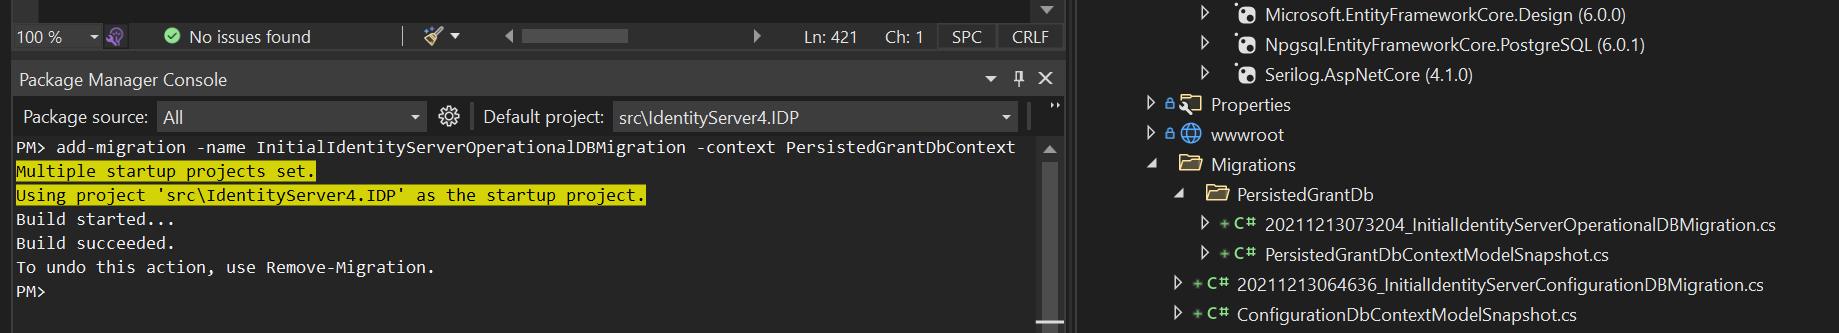 100 %
No issues found
Ln: 421
Ch: 1
SPC
CRLF
Package Manager Console
Package source: All
Default project: src\IdentityServer4.IDP
PM> add-migration -name InitialIdentityServerOperationalDBMigration -context PersistedGrantDbContext
Multiple startup projects set.
Using project 'src\IdentityServer4.IDP' as the startup project.
Build started...
Build succeeded.
To undo this action, use Remove-Migration.
PM>
Microsoft.EntityFrameworkCore.Design (6.0.0)
Npgsql.EntityFrameworkCore.PostgreSQL (6.0.1)
Serilog.AspNetCore (4.1.0)
Properties
wwwroot
Migrations
PersistedGrantDb
+ C# 20211213073204_InitialIdentityServerOperationalDBMigration.cs
+ C# PersistedGrantDbContextModelSnapshot.cs
+ C# 20211213064636_InitialIdentityServerConfigurationDBMigration.cs
+ C# ConfigurationDbContextModelSnapshot.cs